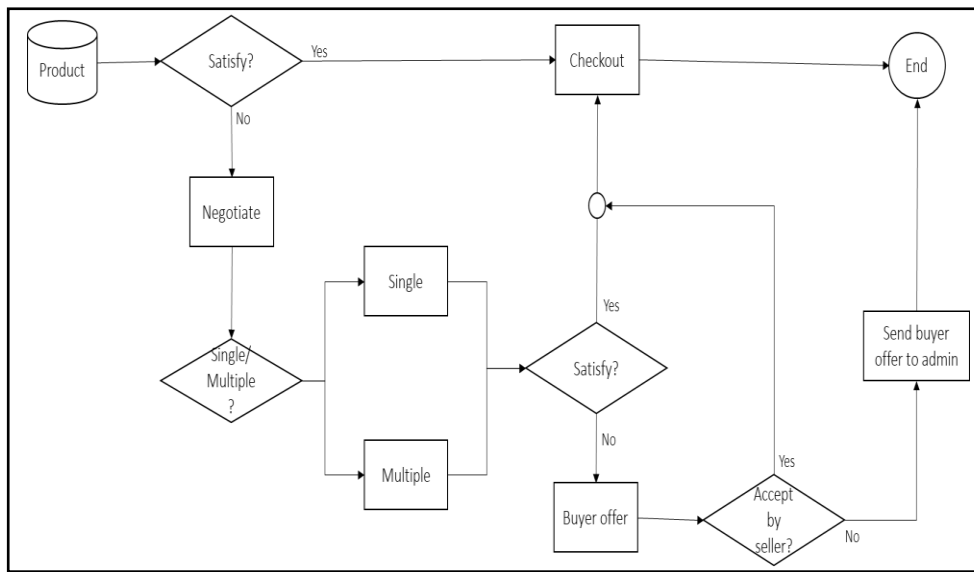 Product
Satisfy?
Yes
Checkout
End
No
Negotiate
Single/
Multiple
?
Single
Multiple
Yes
Satisfy?
No
Buyer offer
Yes
Accept
by
seller?
No
Send buyer
offer to admin